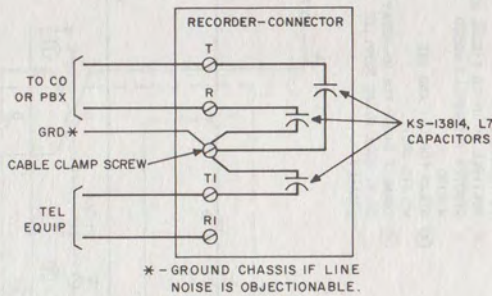 RECORDER-CONNECTOR
T
TO CO
OR PBX
R
GRD*
KS-13814, L7
CAPACITORS
CABLE CLAMP SCREW
T1
TEL
EQUIP
R1
* - GROUND CHASSIS IF LINE
NOISE IS OBJECTIONABLE.